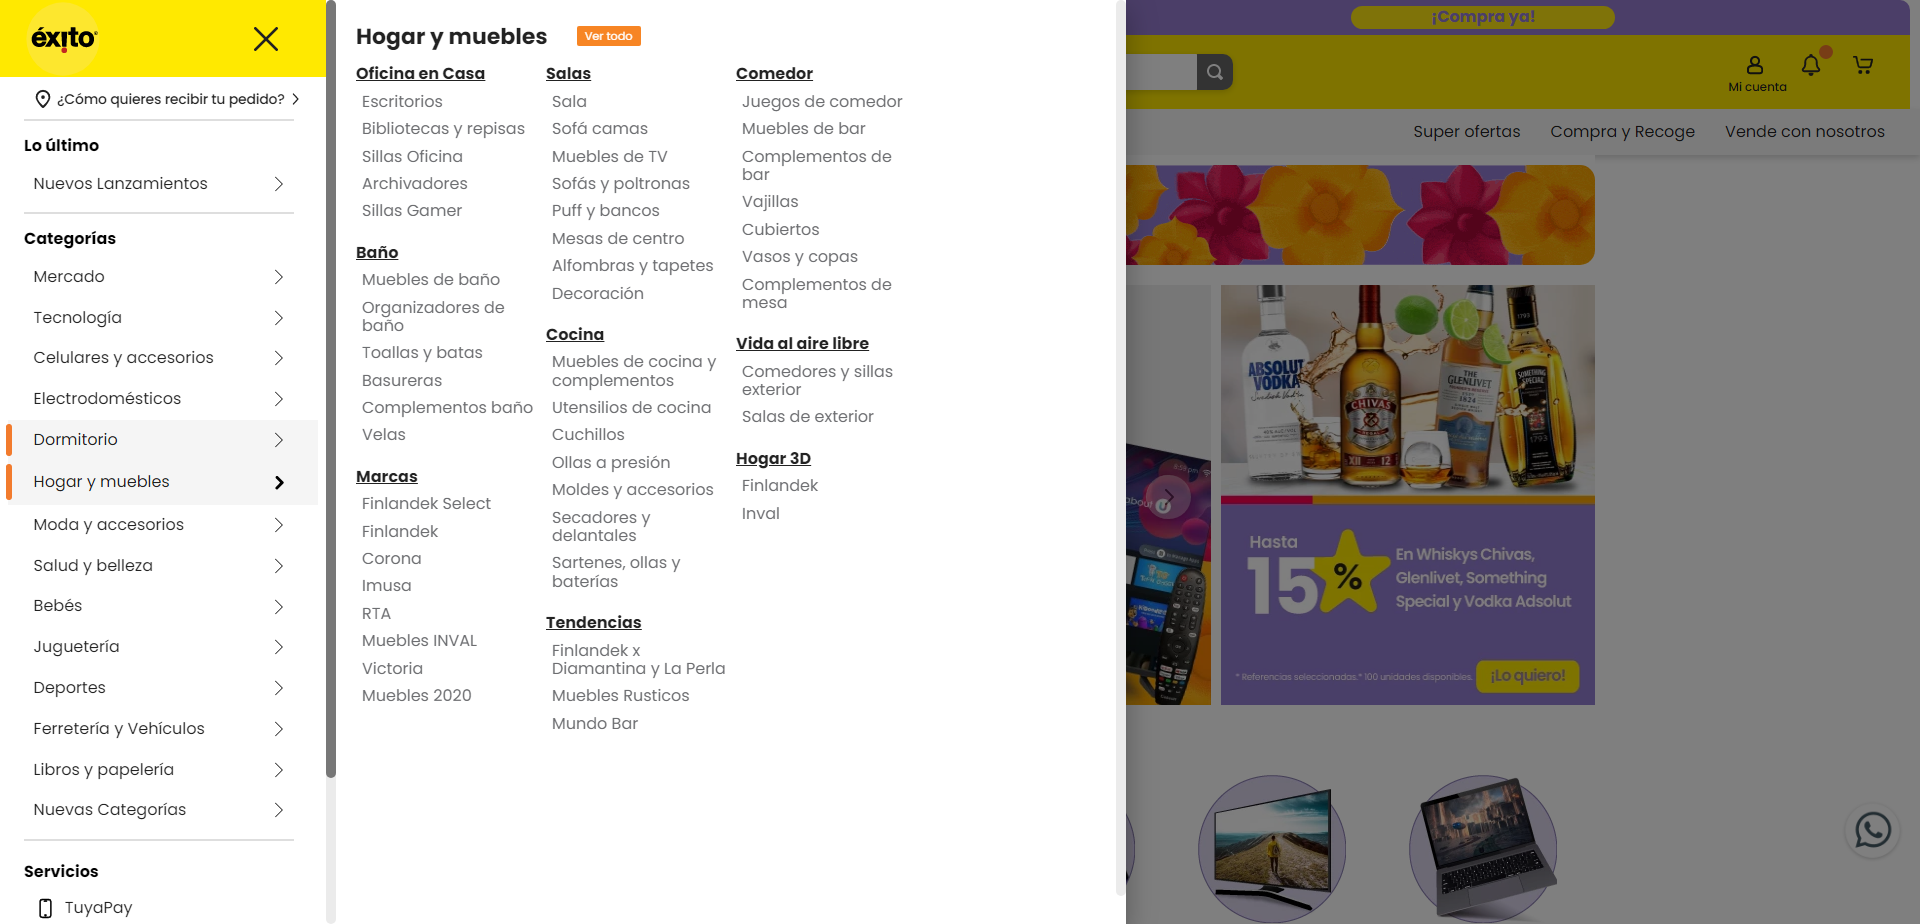 éxito
¿Cómo quieres recibir tu pedido?
Lo último
Nuevos Lanzamientos
Categorías
Mercado
Tecnología
Celulares y accesorios
Electrodomésticos
Dormitorio
Hogar y muebles
Moda y accesorios
Salud y belleza
Bebés
Juguetería
Deportes
Ferretería y Vehículos
Libros y papelería
Nuevas Categorías
Servicios
TuyaPay
Hogar y muebles
Ver todo
Oficina en Casa
Escritorios
Bibliotecas y repisas
Sillas Oficina
Archivadores
Sillas Gamer
Baño
Muebles de baño
Organizadores de
baño
Toallas y batas
Basureras
Complementos baño
Velas
Marcas
Finlandek Select
Finlandek
Corona
Imusa
RTA
Muebles INVAL
Victoria
Muebles 2020
Salas
Sala
Sofá camas
Muebles de TV
Sofás y poltronas
Puff y bancos
Mesas de centro
Alfombras y tapetes
Decoración
Cocina
Muebles de cocina y
complementos
Utensilios de cocina
Cuchillos
Ollas a presión
Moldes y accesorios
Secadores y
delantales
Sartenes, ollas y
baterías
Tendencias
Finlandek x
Diamantina y La Perla
Muebles Rusticos
Mundo Bar
Comedor
Juegos de comedor
Muebles de bar
Complementos de
bar
Vajillas
Cubiertos
Vasos y copas
Complementos de
mesa
Vida al aire libre
Comedores y sillas
exterior
Salas de exterior
Hogar 3D
Finlandek
Inval
¡Compra ya!
Mi cuenta
Super ofertas
Compra y Recoge
Vende con nosotros
ABSOLUT
VODKA
CHIVAS
XII 12
THE
GLENLIVET
1824
1793
SOMETHING
SPECIAL
1793
about
Hasta
15%
En Whiskys Chivas,
Glenlivet, Something
Special y Vodka Adsolut
* Referencias seleccionadas.* 100 unidades disponibles.
¡Lo quiero!